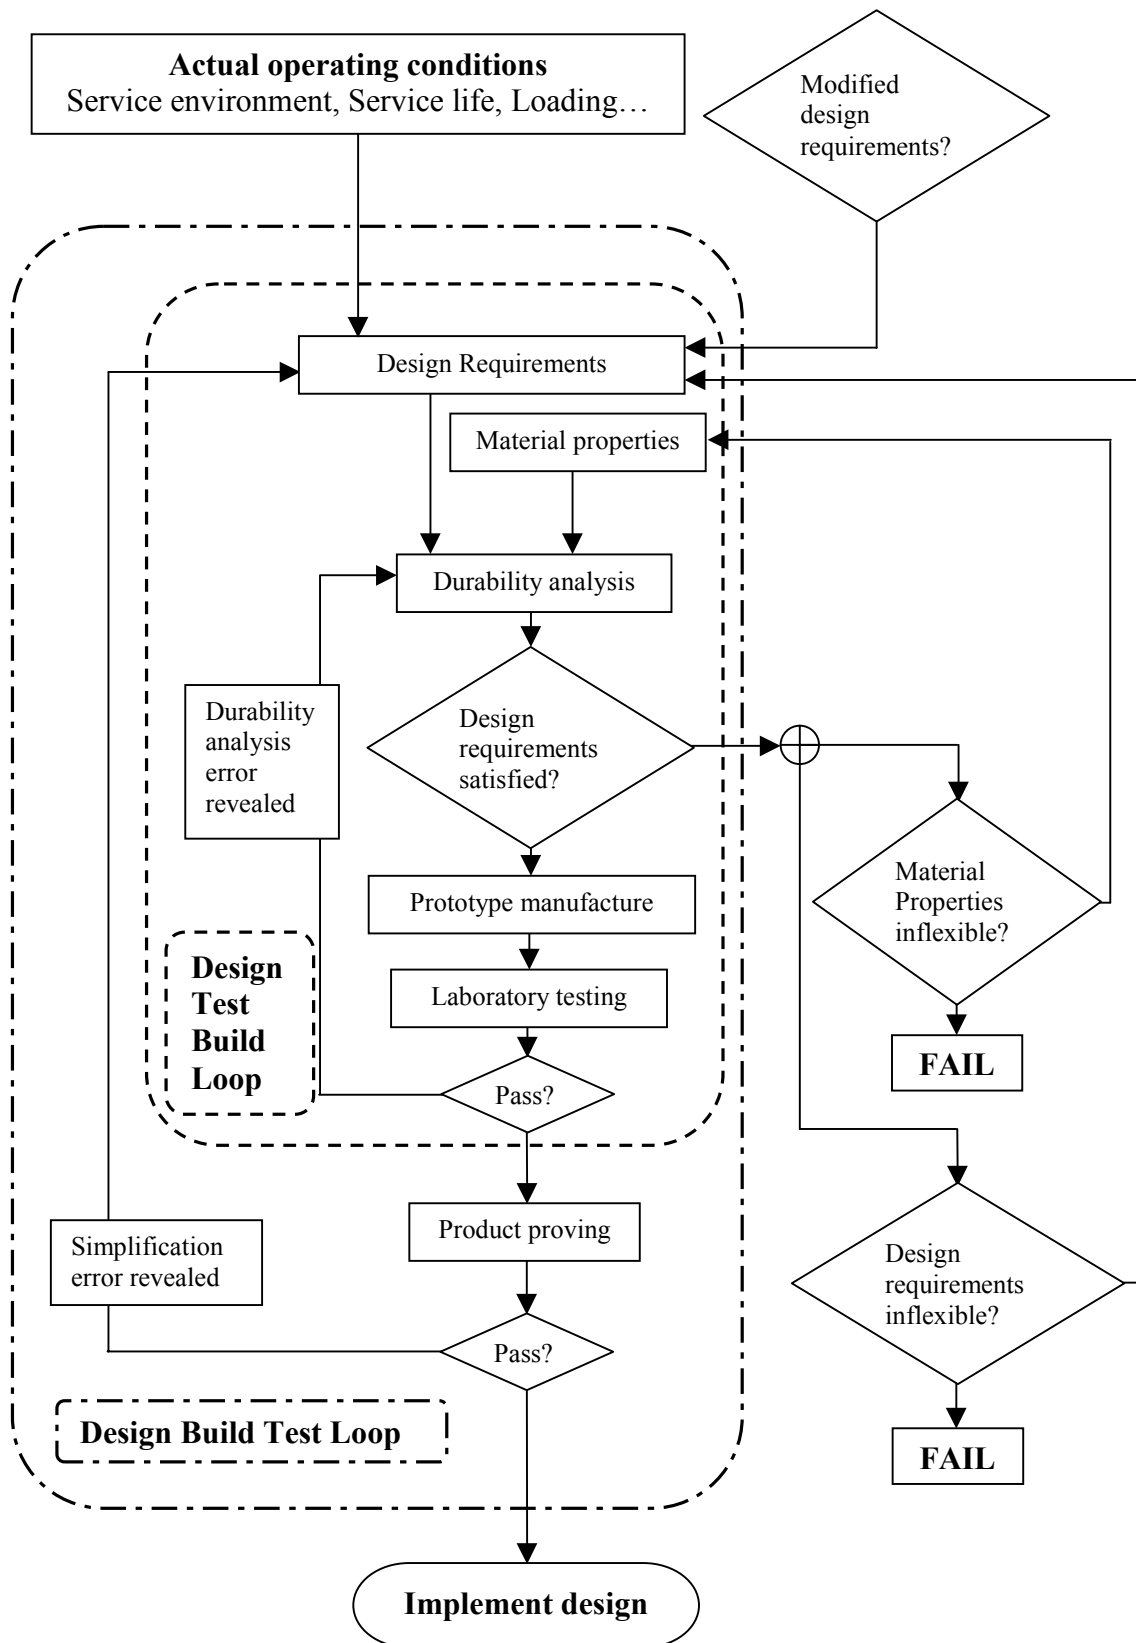 Actual operating conditions
Service environment, Service life, Loading…
Modified
design
requirements?
Design Requirements
Material properties
Durability analysis
Durability
analysis
error
revealed
Design
requirements
satisfied?
Material
Properties
inflexible?
Prototype manufacture
Design
Test
Build
Loop
Laboratory testing
FAIL
Pass?
Product proving
Simplification
error revealed
Design
requirements
inflexible?
Pass?
Design Build Test Loop
FAIL
Implement design